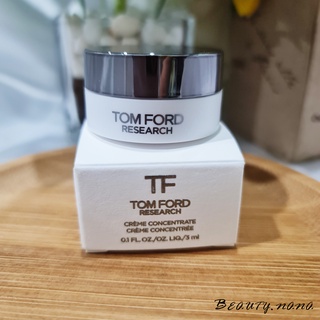 TOM FORD
RESEARCH
TF
TOM FORD
RESEARCH
CRÈME CONCENTRATE
CRÈME CONCENTRÉE
0.1 FL. OZ./OZ. LIQ./3 ml
Beauty.nana